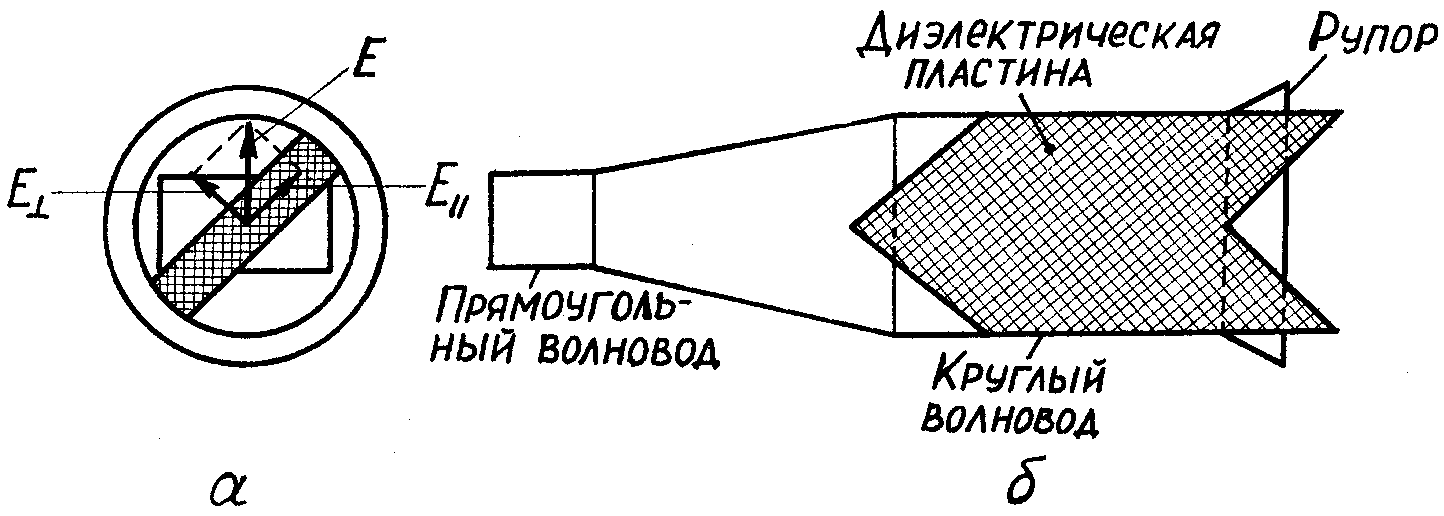 E
E⊥
E||
Диэлектрическая
пластина
Рупор
Прямоуголь-
ный волновод
Круглый
волновод
а
б